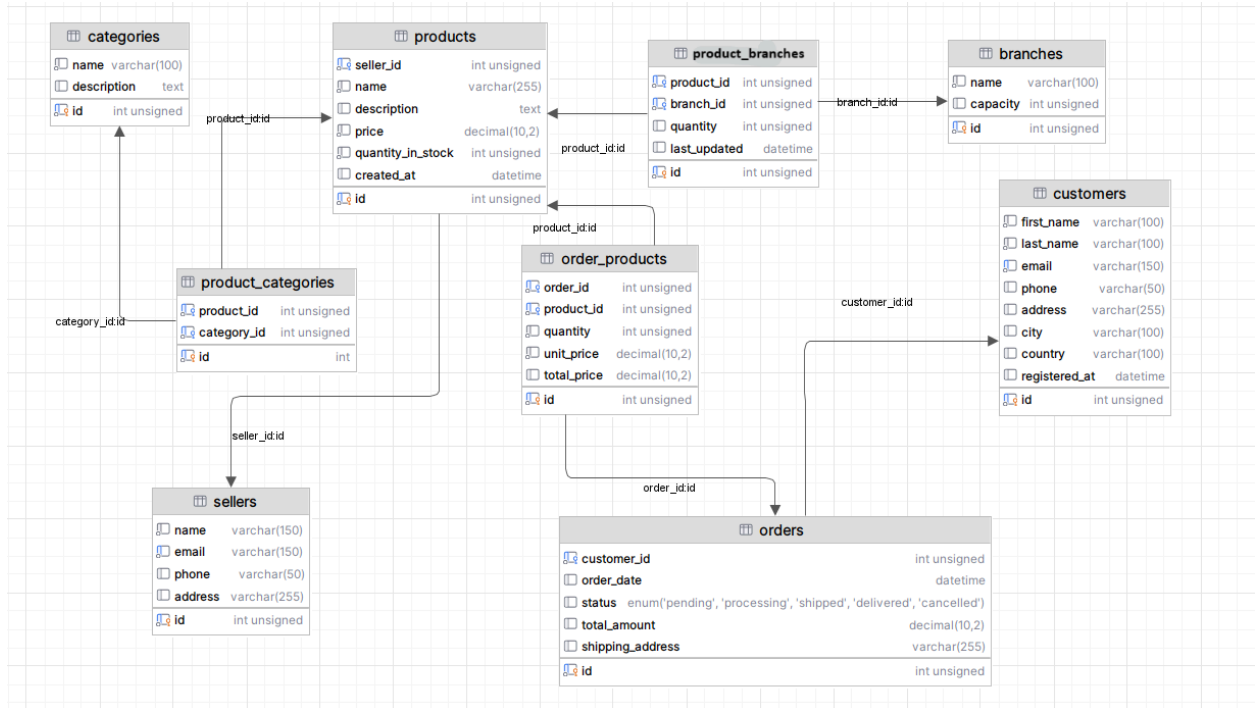 categories
name varchar(100)
description text
id int unsigned
products
seller_id int unsigned
name varchar(255)
description text
price decimal(10,2)
quantity_in_stock int unsigned
created_at datetime
id int unsigned
product_branches
product_id int unsigned
branch_id int unsigned
quantity int unsigned
last_updated datetime
id int unsigned
branches
name varchar(100)
capacity int unsigned
id int unsigned
product_id:id
branch_id:id
product_id:id
product_id:id
customers
first_name varchar(100)
last_name varchar(100)
email varchar(150)
phone varchar(50)
address varchar(255)
city varchar(100)
country varchar(100)
registered_at datetime
id int unsigned
product_categories
product_id int unsigned
category_id int unsigned
id int
category_id:id
order_products
order_id int unsigned
product_id int unsigned
quantity int unsigned
unit_price decimal(10,2)
total_price decimal(10,2)
id int unsigned
customer_id:id
seller_id:id
order_id:id
sellers
name varchar(150)
email varchar(150)
phone varchar(50)
address varchar(255)
id int unsigned
orders
customer_id int unsigned
order_date datetime
status enum('pending', 'processing', 'shipped', 'delivered', 'cancelled')
total_amount decimal(10,2)
shipping_address varchar(255)
id int unsigned